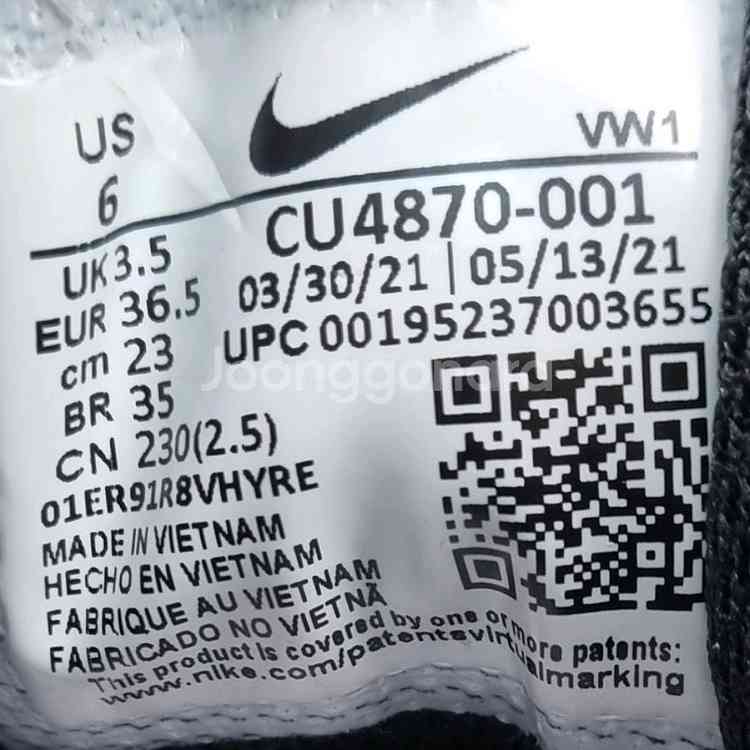 US
6
VW1
CU4870-001
03/30/21 | 05/13/21
UPC 00195237003655
UK 3.5
EUR 36.5
cm 23
BR 35
CN 230(2.5)
01ER91R8VHYRE
MADE IN VIETNAM
HECHO EN VIETNAM
FABRIQUE AU VIETNAM
FABRICADO NO VIETNÃ
This product is covered by one or more patents:
www.nike.com/patentsvirtualmarking
Joonggonara